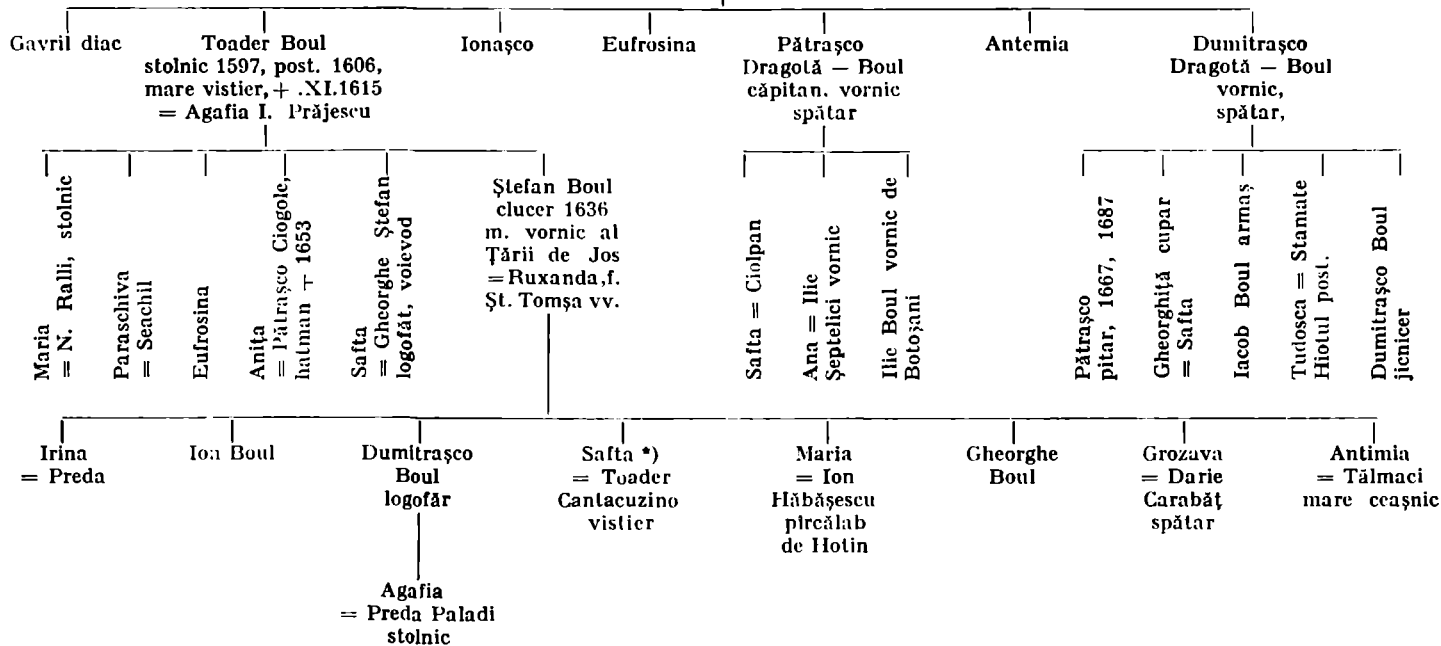 Gavril diac
Toader Boul
stolnic 1597, post. 1606,
mare vistier, + .XI.1615
= Agafia I. Prăjescu
Ionașco
Eufrosina
Pătrașco
Dragotă — Boul
căpitan. vornic
spătar
Antemia
Dumitrașco
Dragotă — Boul
vornic,
spătar,
Maria
= N. Ralli, stolnic
Paraschiva
= Seachil
Eufrosina
Anița
= Pătrașco Ciogole,
hatman + 1653
Safta
= Gheorghe Ștefan
logofăt, voievod
Ștefan Boul
clucer 1636
m. vornic al
Țării de Jos
= Ruxanda, f.
Șt. Tomșa vv.
Safta = Ciolpan
Ana = Ilie
Șeptelici vornic
Ilie Boul vornic de
Botoșani
Pătrașco
pitar, 1667, 1687
Gheorghiță cupar
= Safta
Iacob Boul armaș
Tudosca = Stamate
Hiotul post.
Dumitrașco Boul
jicnicer
Irina
= Preda
Ion Boul
Dumitrașco
Boul
logofăr
Safta *)
= Toader
Cantacuzino
vistier
Maria
= Ion
Hăbășescu
pîrcălab
de Hotin
Gheorghe
Boul
Grozava
= Darie
Carabăț
spătar
Antimia
= Tălmaci
mare ceașnic
Agafia
= Preda Paladi
stolnic